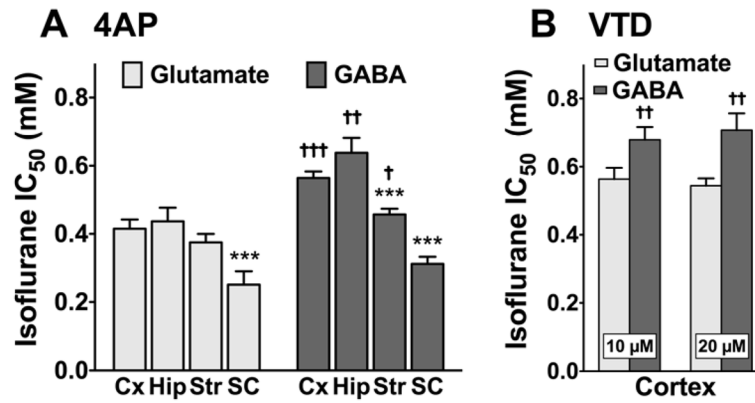 A 4AP
Isoflurane IC50 (mM)
0.8
0.6
0.4
0.2
0.0
Glutamate
GABA
***
†††
††
†
***
***
Cx Hip Str SC
Cx Hip Str SC
B VTD
Isoflurane IC50 (mM)
0.8
0.6
0.4
0.2
0.0
Glutamate
GABA
††
††
10 µM
20 µM
Cortex